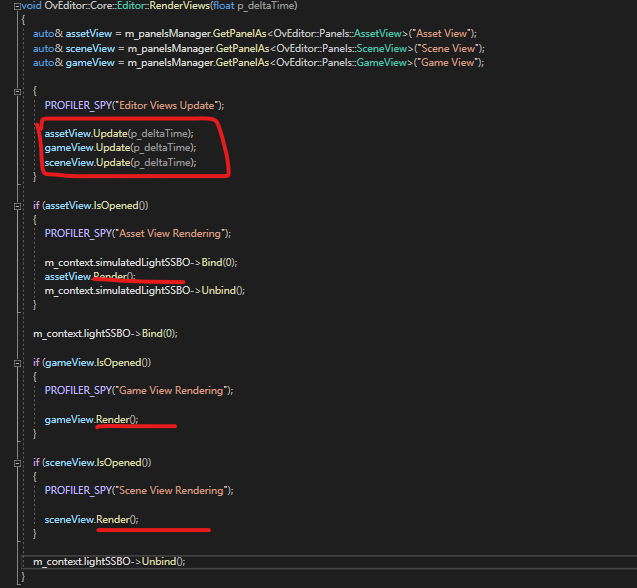 void OvEditor::Core::Editor::RenderViews(float p_deltaTime)
{
auto& assetView = m_panelsManager.GetPanelAs<OvEditor::Panels::AssetView>("Asset View");
auto& sceneView = m_panelsManager.GetPanelAs<OvEditor::Panels::SceneView>("Scene View");
auto& gameView = m_panelsManager.GetPanelAs<OvEditor::Panels::GameView>("Game View");
{
PROFILER_SPY("Editor Views Update");
assetView.Update(p_deltaTime);
gameView.Update(p_deltaTime);
sceneView.Update(p_deltaTime);
}
if (assetView.IsOpened())
{
PROFILER_SPY("Asset View Rendering");
m_context.simulatedLightSSBO->Bind(0);
assetView.Render();
m_context.simulatedLightSSBO->Unbind();
}
m_context.lightSSBO->Bind(0);
if (gameView.IsOpened())
{
PROFILER_SPY("Game View Rendering");
gameView.Render();
}
if (sceneView.IsOpened())
{
PROFILER_SPY("Scene View Rendering");
sceneView.Render();
}
m_context.lightSSBO->Unbind();
}